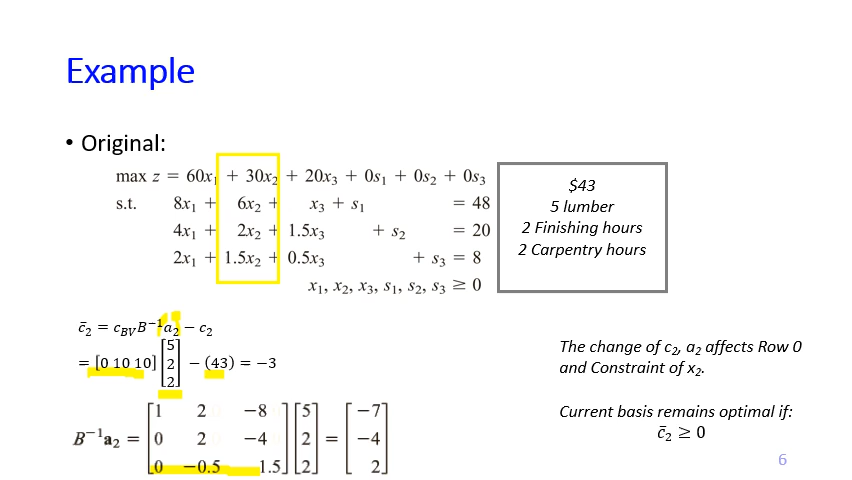 Example
• Original:
max z = 60x₁ + 30x₂ + 20x₃ + 0s₁ + 0s₂ + 0s₃
s.t. 8x₁ + 6x₂ + x₃ + s₁ = 48
4x₁ + 2x₂ + 1.5x₃ + s₂ = 20
2x₁ + 1.5x₂ + 0.5x₃ + s₃ = 8
x₁, x₂, x₃, s₁, s₂, s₃ ≥ 0
$43
5 lumber
2 Finishing hours
2 Carpentry hours
c̄₂ = c_BV B⁻¹a₂ − c₂
= [0 10 10] [5 2 2] − (43) = −3
B⁻¹a₂ = [1 2 −8
0 2 −4
0 −0.5 1.5] [5 2 2] = [−7 −4 2]
The change of c₂, a₂ affects Row 0
and Constraint of x₂.
Current basis remains optimal if:
c̄₂ ≥ 0
6